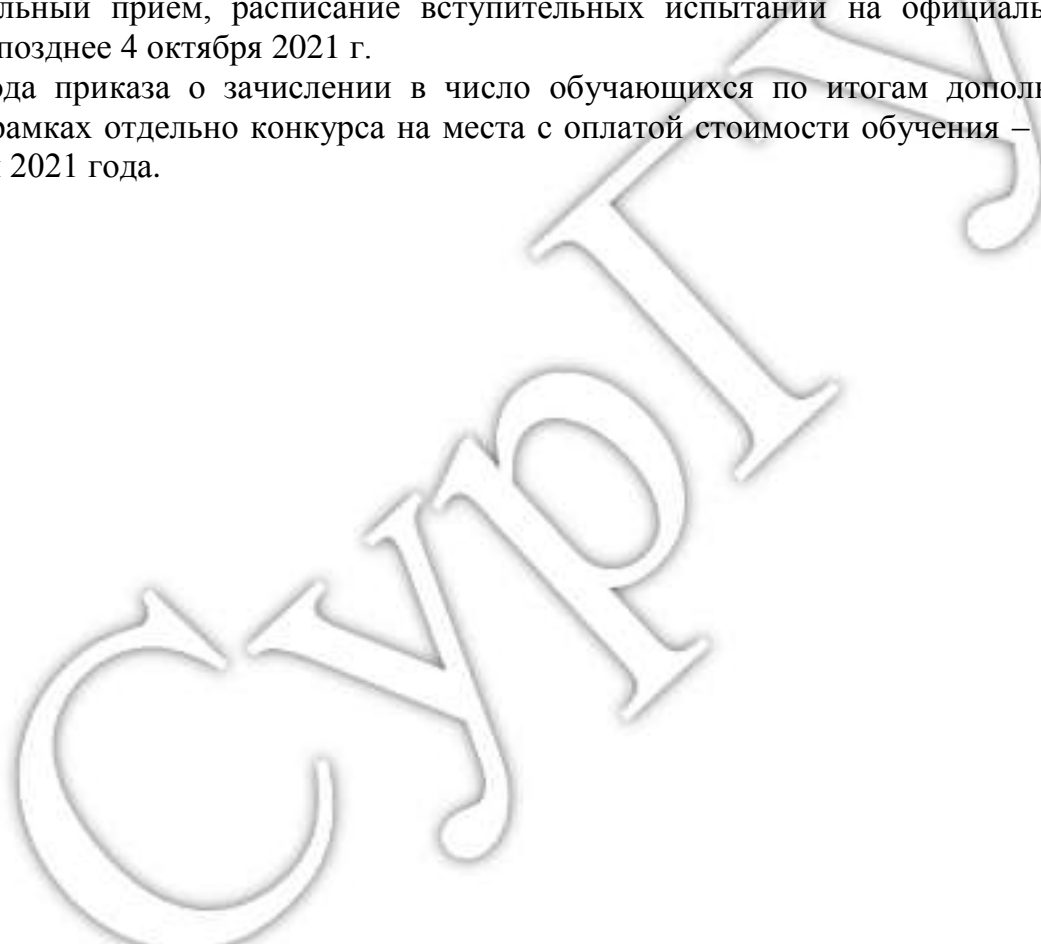 льный прием, расписание вступительных испытаний на официаль
позднее 4 октября 2021 г.
ода приказа о зачислении в число обучающихся по итогам дополн
рамках отдельно конкурса на места с оплатой стоимости обучения –
2021 года.
СурГУ